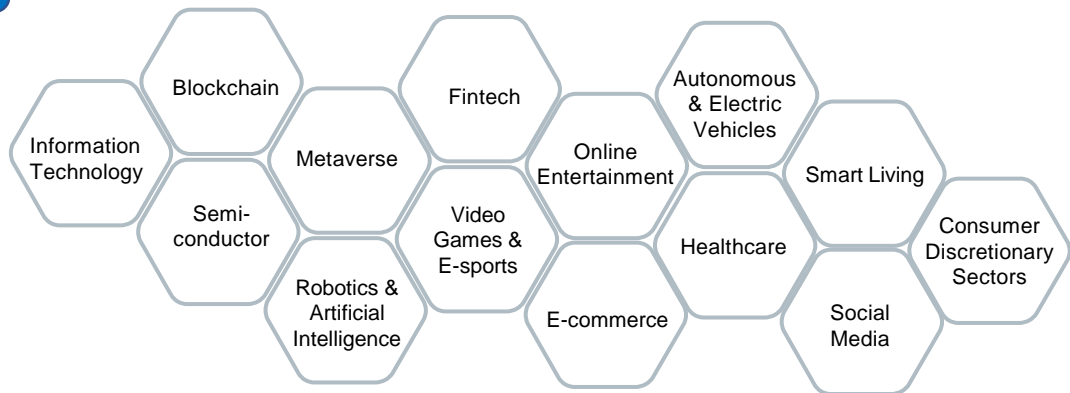 Information
Technology
Blockchain
Semi-
conductor
Metaverse
Robotics &
Artificial
Intelligence
Fintech
Video
Games &
E-sports
Online
Entertainment
E-commerce
Autonomous
& Electric
Vehicles
Healthcare
Smart Living
Social
Media
Consumer
Discretionary
Sectors